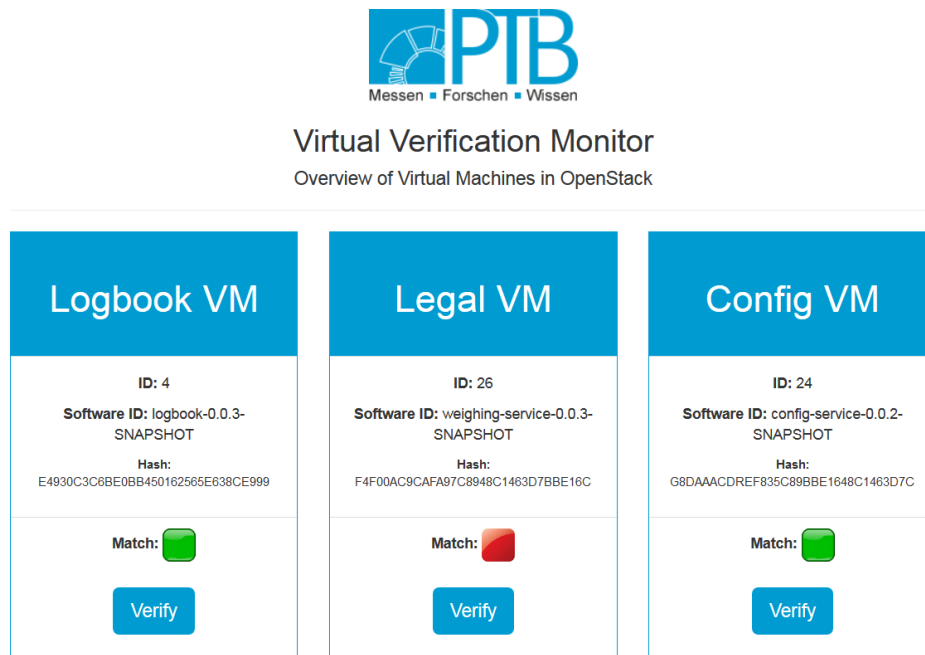 PTB
Messen ▪ Forschen ▪ Wissen
Virtual Verification Monitor
Overview of Virtual Machines in OpenStack
Logbook VM
ID: 4
Software ID: logbook-0.0.3-
SNAPSHOT
Hash:
E4930C3C6BE0BB450162565E638CE999
Match:
Verify
Legal VM
ID: 26
Software ID: weighing-service-0.0.3-
SNAPSHOT
Hash:
F4F00AC9CAFA97C8948C1463D7BBE16C
Match:
Verify
Config VM
ID: 24
Software ID: config-service-0.0.2-
SNAPSHOT
Hash:
G8DAAACDREF835C89BBE1648C1463D7C
Match:
Verify